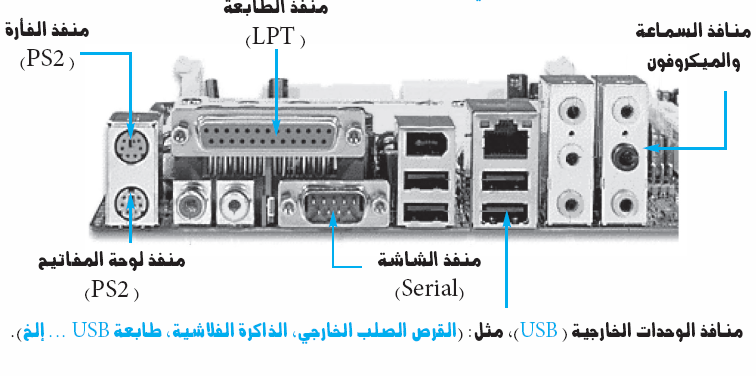 منفذ الطابعة
(LPT)
منفذ الفأرة
(PS2)
منافذ السماعة
والميكروفون
منفذ لوحة المفاتيح
(PS2)
منفذ الشاشة
(Serial)
منافذ الوحدات الخارجية (USB)، مثل: (القرص الصلب الخارجي، الذاكرة الفلاشية، طابعة USB ... إلخ).